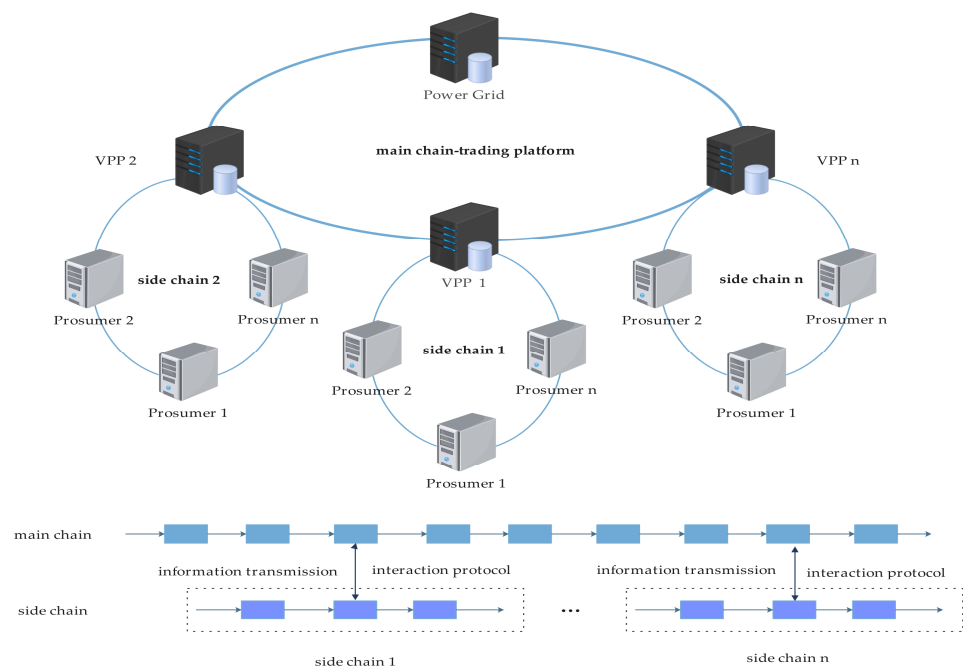 Power Grid
VPP 2
main chain-trading platform
VPP n
VPP 1
side chain 2
Prosumer 2
Prosumer n
Prosumer 1
side chain 1
Prosumer 2
Prosumer n
Prosumer 1
side chain n
Prosumer 2
Prosumer n
Prosumer 1
main chain
information transmission
interaction protocol
information transmission
interaction protocol
side chain
...
side chain 1
side chain n